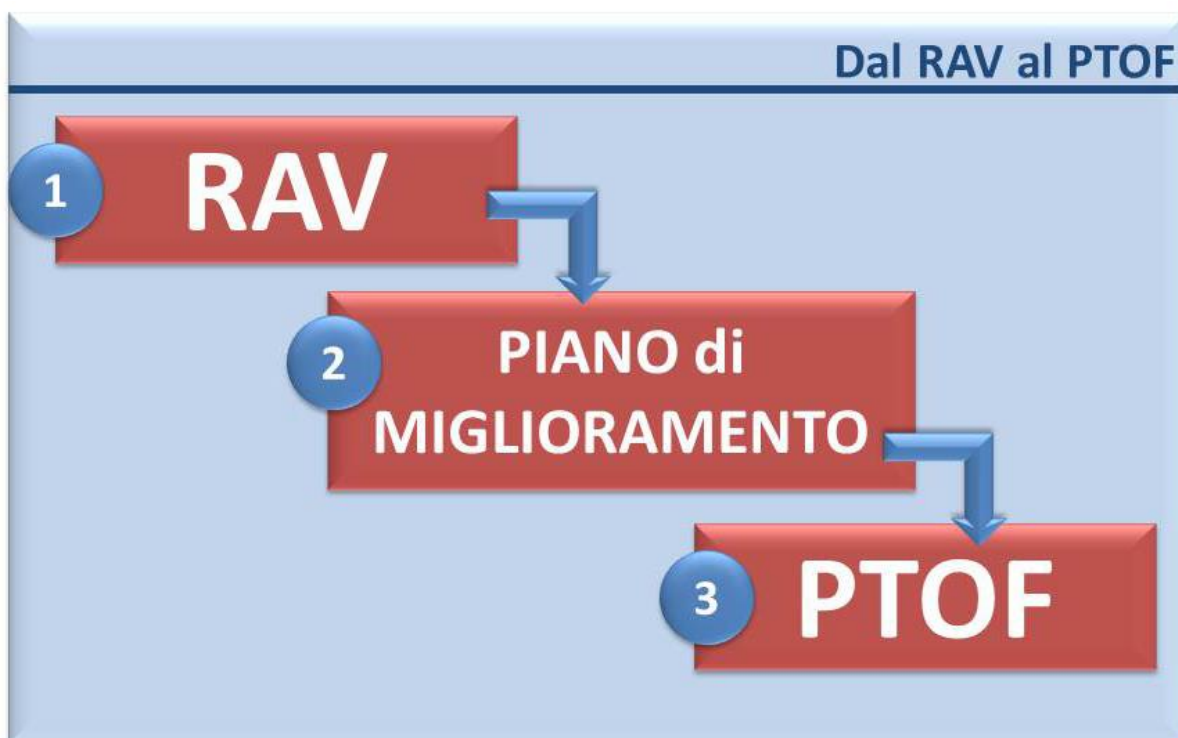 Dal RAV al PTOF
1
RAV
2
PIANO di
MIGLIORAMENTO
3
PTOF